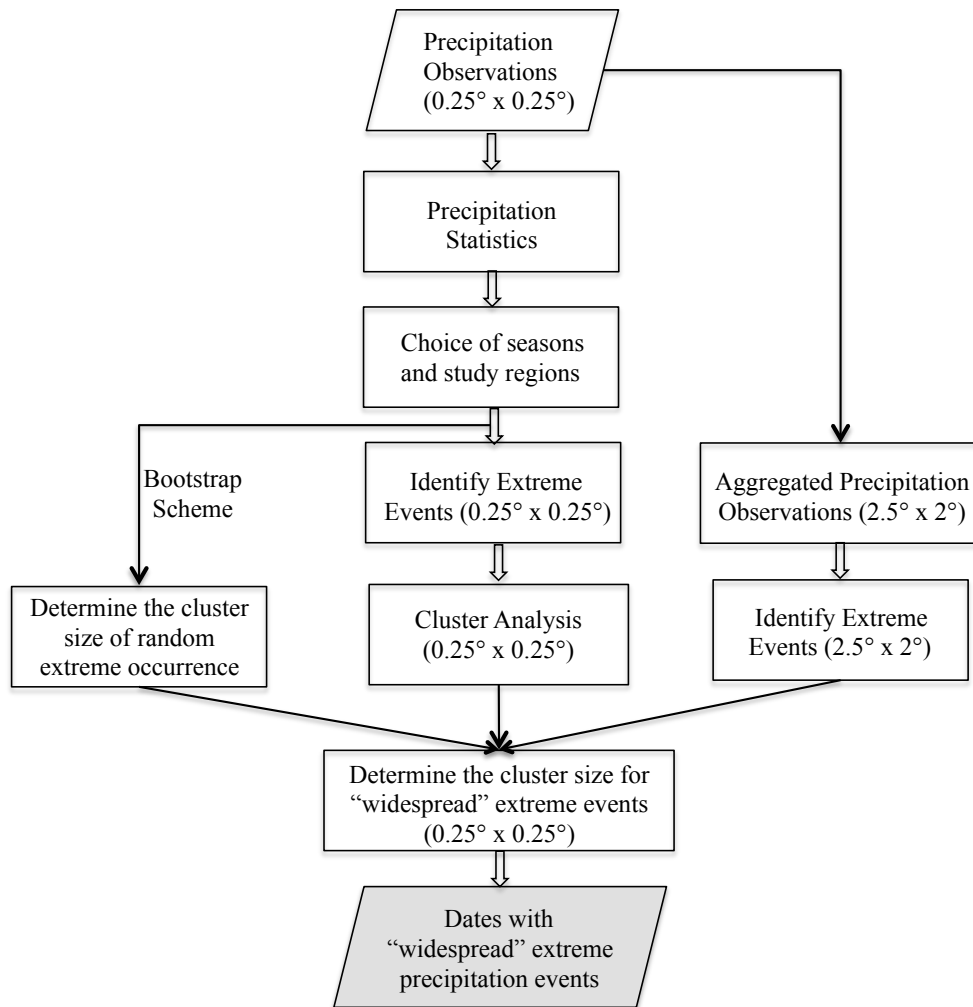 Precipitation
Observations
(0.25° x 0.25°)
Precipitation
Statistics
Choice of seasons
and study regions
Bootstrap
Scheme
Identify Extreme
Events (0.25° x 0.25°)
Aggregated Precipitation
Observations (2.5° x 2°)
Determine the cluster
size of random
extreme occurrence
Cluster Analysis
(0.25° x 0.25°)
Identify Extreme
Events (2.5° x 2°)
Determine the cluster size for
“widespread” extreme events
(0.25° x 0.25°)
Dates with
“widespread” extreme
precipitation events